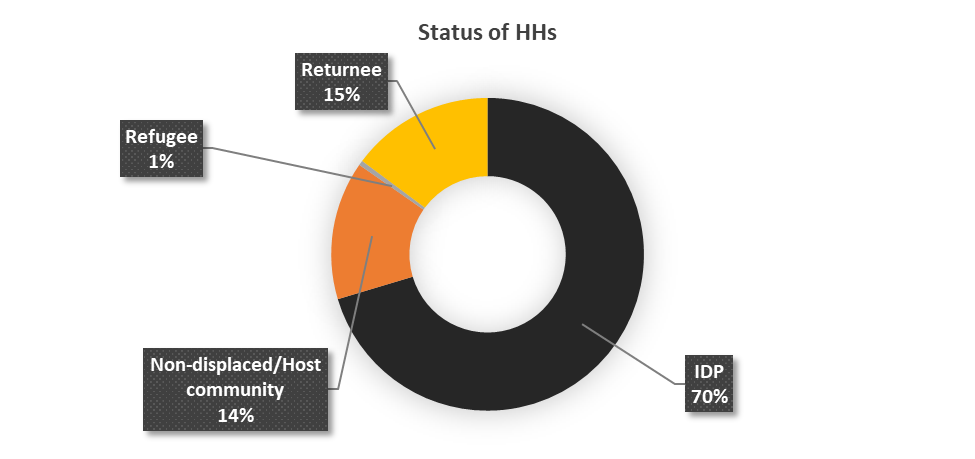 Status of HHs
Returnee
15%
Refugee
1%
Non-displaced/Host
community
14%
IDP
70%